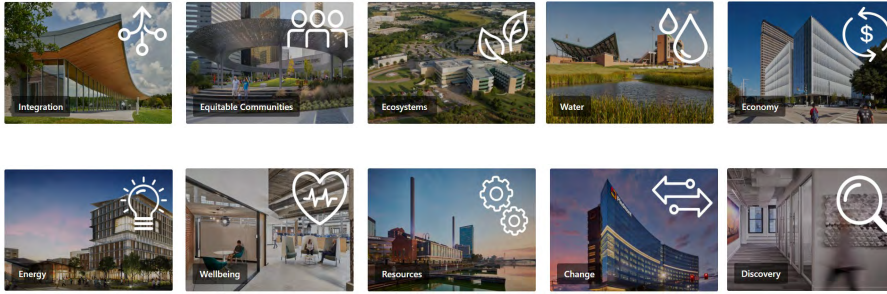 Integration
Equitable Communities
Ecosystems
Water
Economy
$
Energy
Wellbeing
Resources
Change
Discovery